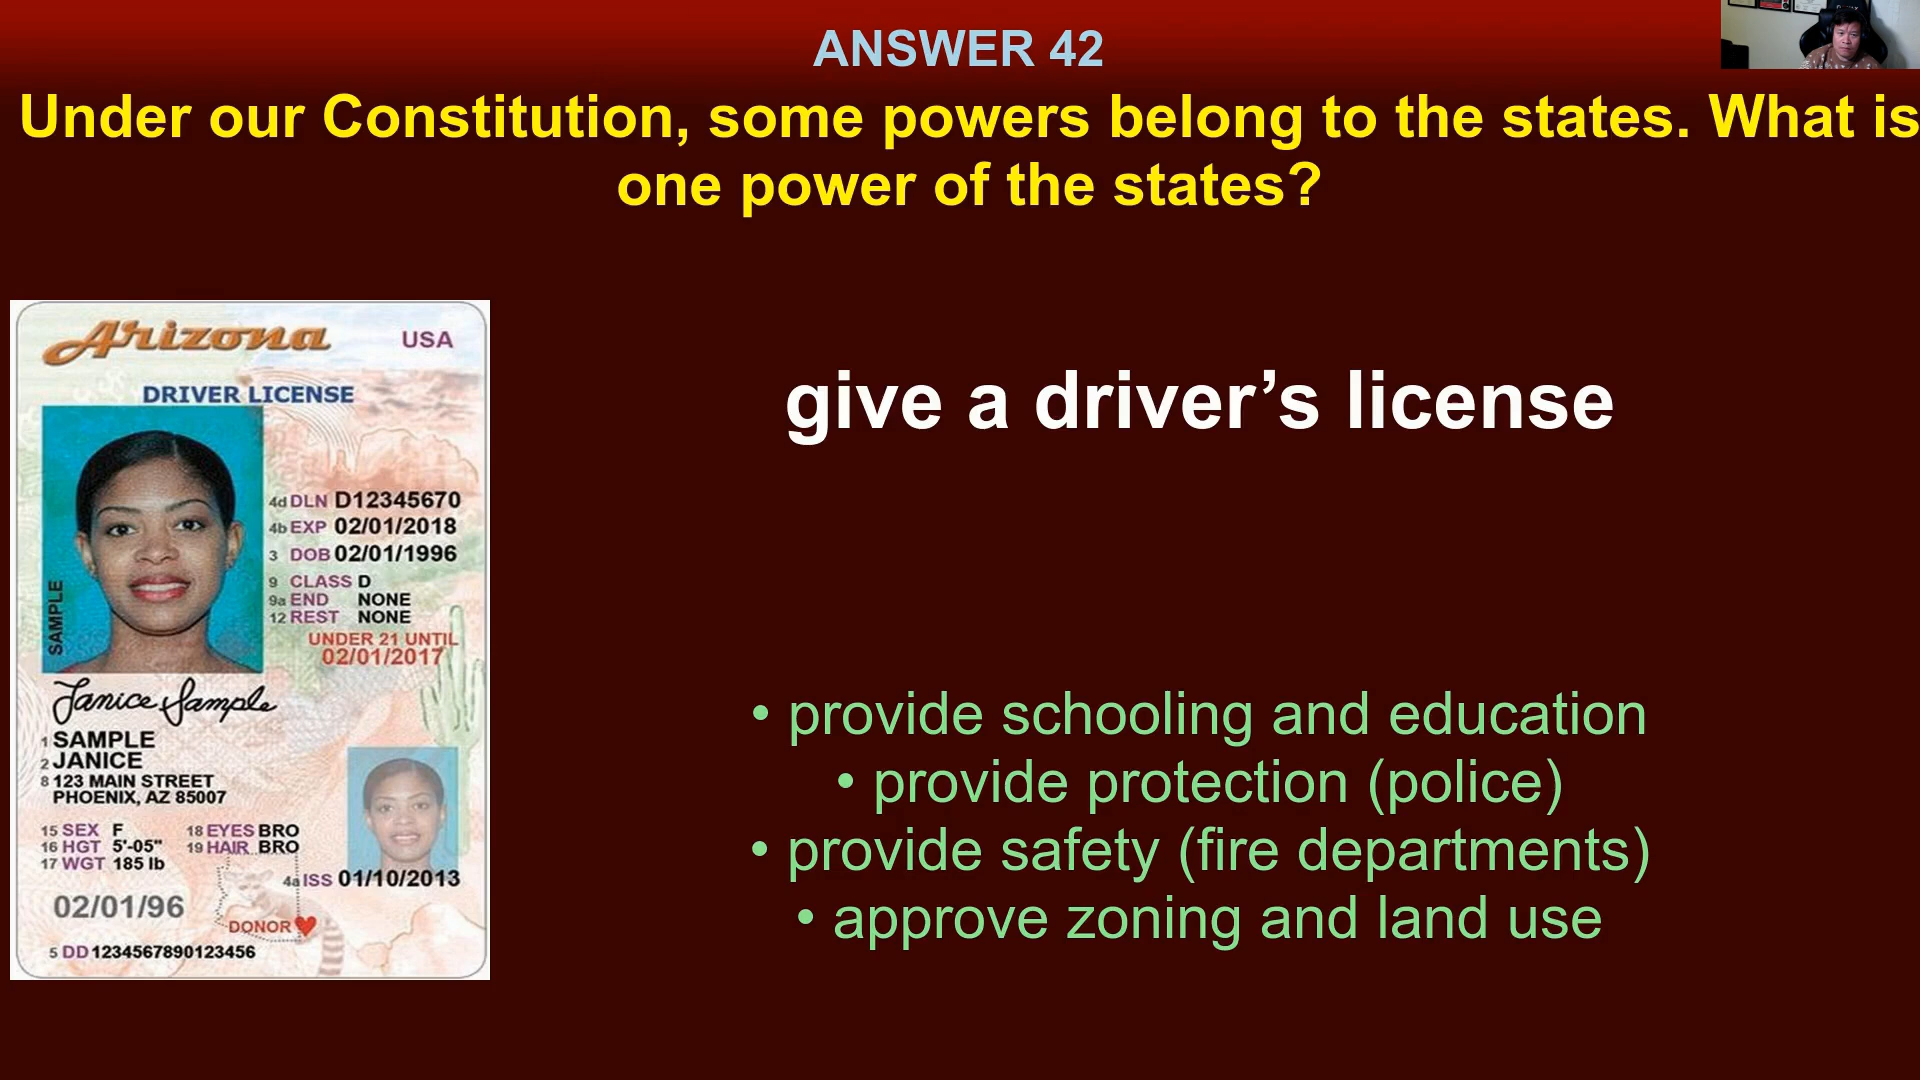 ANSWER 42
Under our Constitution, some powers belong to the states. What is
one power of the states?
Arizona USA
DRIVER LICENSE
SAMPLE
4d DLN D12345670
4b EXP 02/01/2018
3 DOB 02/01/1996
9 CLASS D
9a END NONE
12 REST NONE
UNDER 21 UNTIL
02/01/2017
Janice Sample
1 SAMPLE
2 JANICE
8 123 MAIN STREET
PHOENIX, AZ 85007
15 SEX F 18 EYES BRO
16 HGT 5'-05" 19 HAIR BRO
17 WGT 185 lb
4a ISS 01/10/2013
02/01/96
DONOR
5 DD 1234567890123456
give a driver’s license
• provide schooling and education
• provide protection (police)
• provide safety (fire departments)
• approve zoning and land use